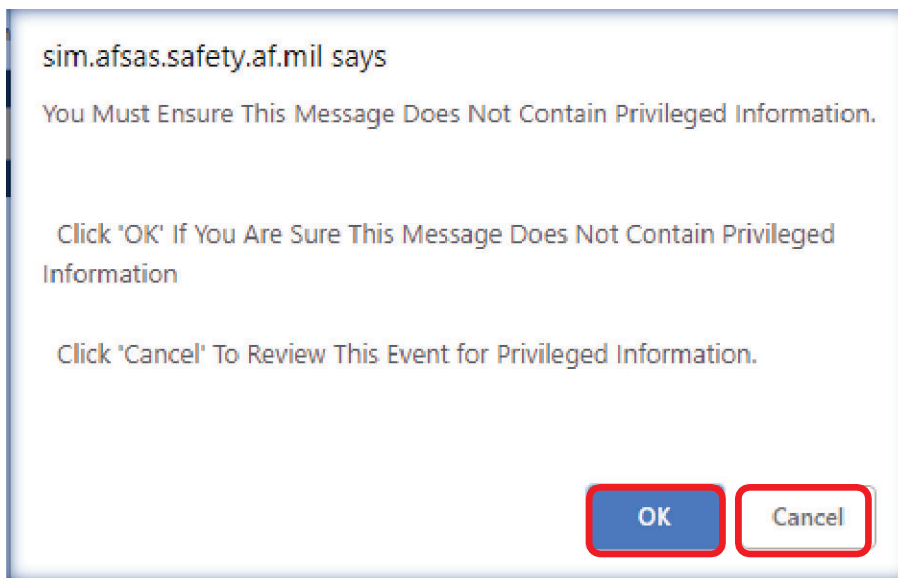 sim.afsas.safety.af.mil says
You Must Ensure This Message Does Not Contain Privileged Information.
Click 'OK' If You Are Sure This Message Does Not Contain Privileged
Information
Click 'Cancel' To Review This Event for Privileged Information.
OK Cancel